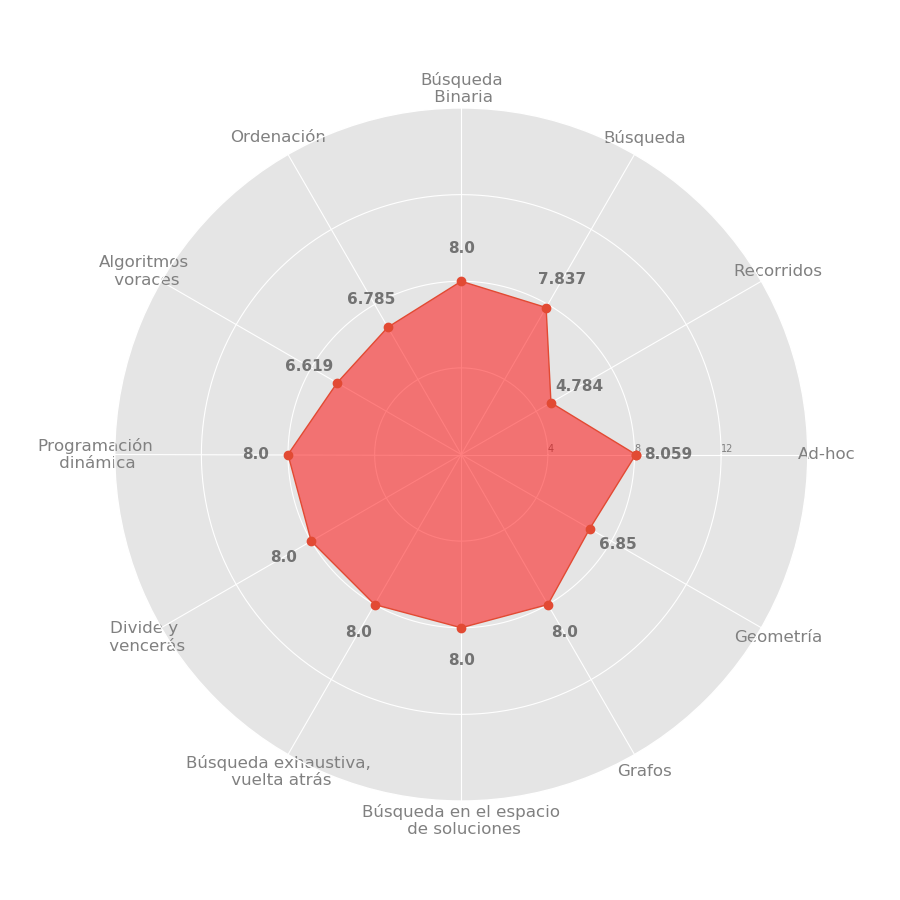 Búsqueda
Binaria
Ordenación
Búsqueda
8.0
Algoritmos
voraces
Recorridos
7.837
6.785
6.619
4.784
Programación
dinámica
8.0
4
8
12
8.059
Ad-hoc
8.0
6.85
Divide y
vencerás
8.0
8.0
8.0
Geometría
Búsqueda exhaustiva,
vuelta atrás
Grafos
Búsqueda en el espacio
de soluciones